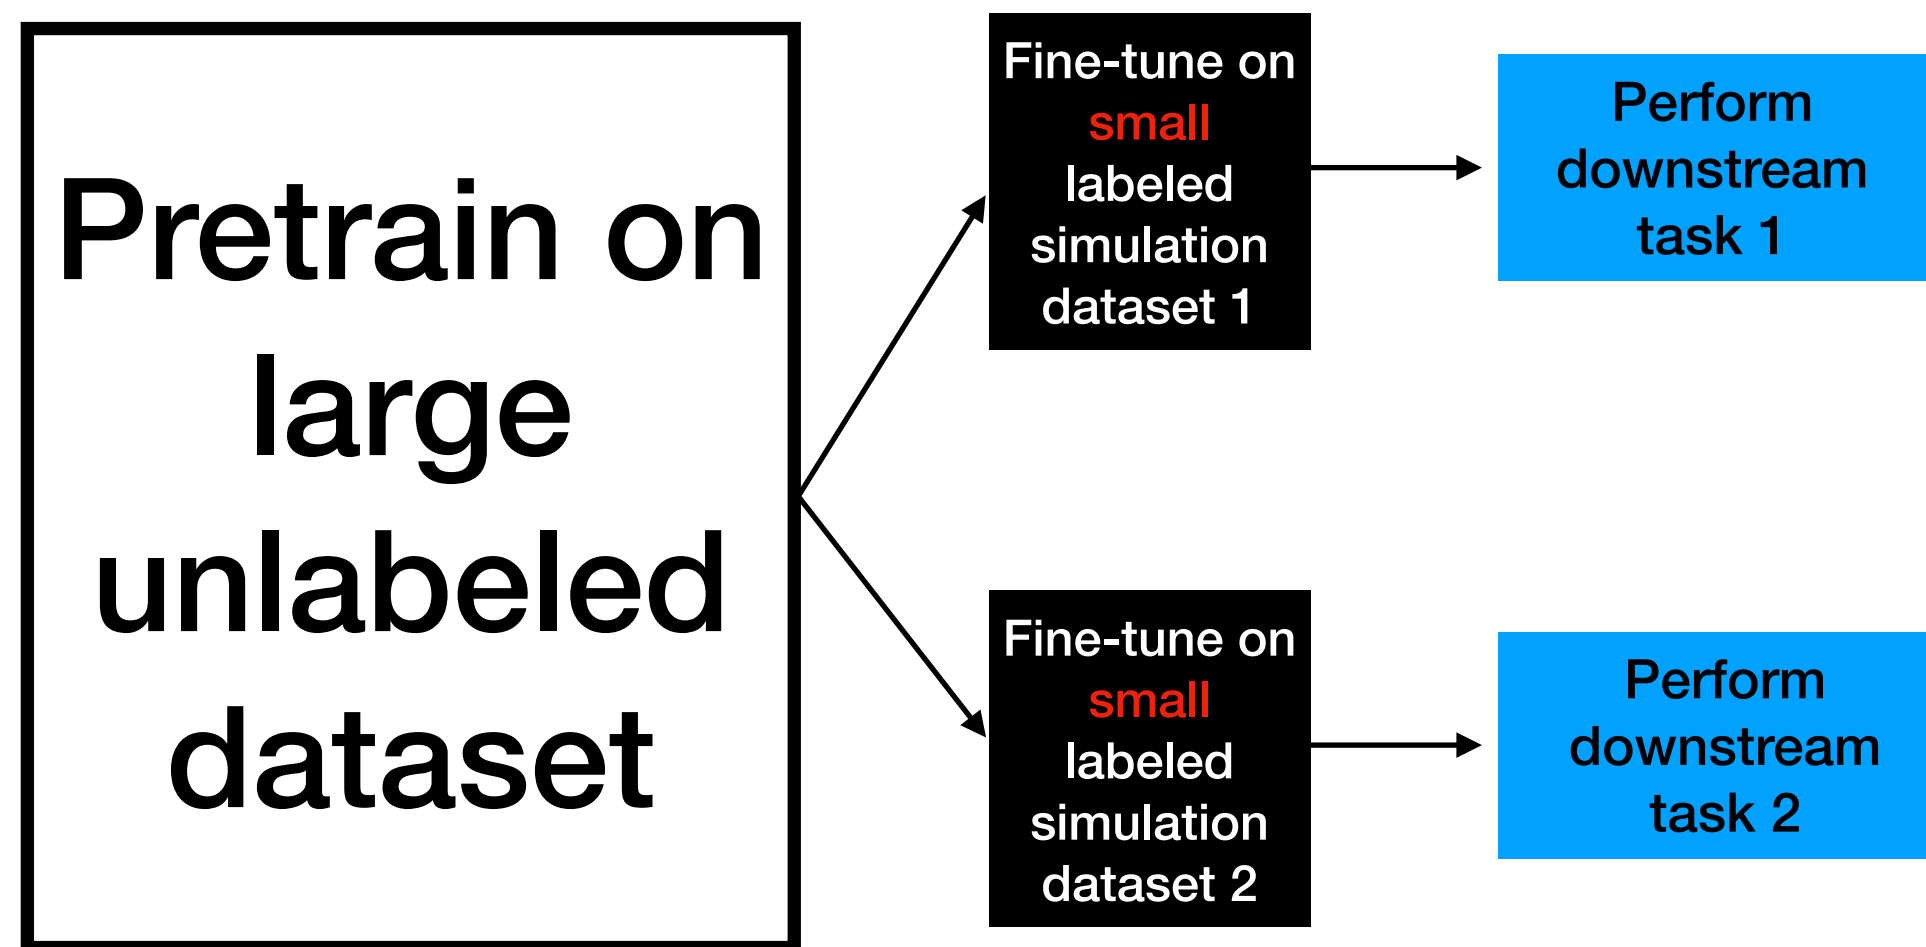 Pretrain on
large
unlabeled
dataset
Fine-tune on
small
labeled
simulation
dataset 1
Perform
downstream
task 1
Fine-tune on
small
labeled
simulation
dataset 2
Perform
downstream
task 2